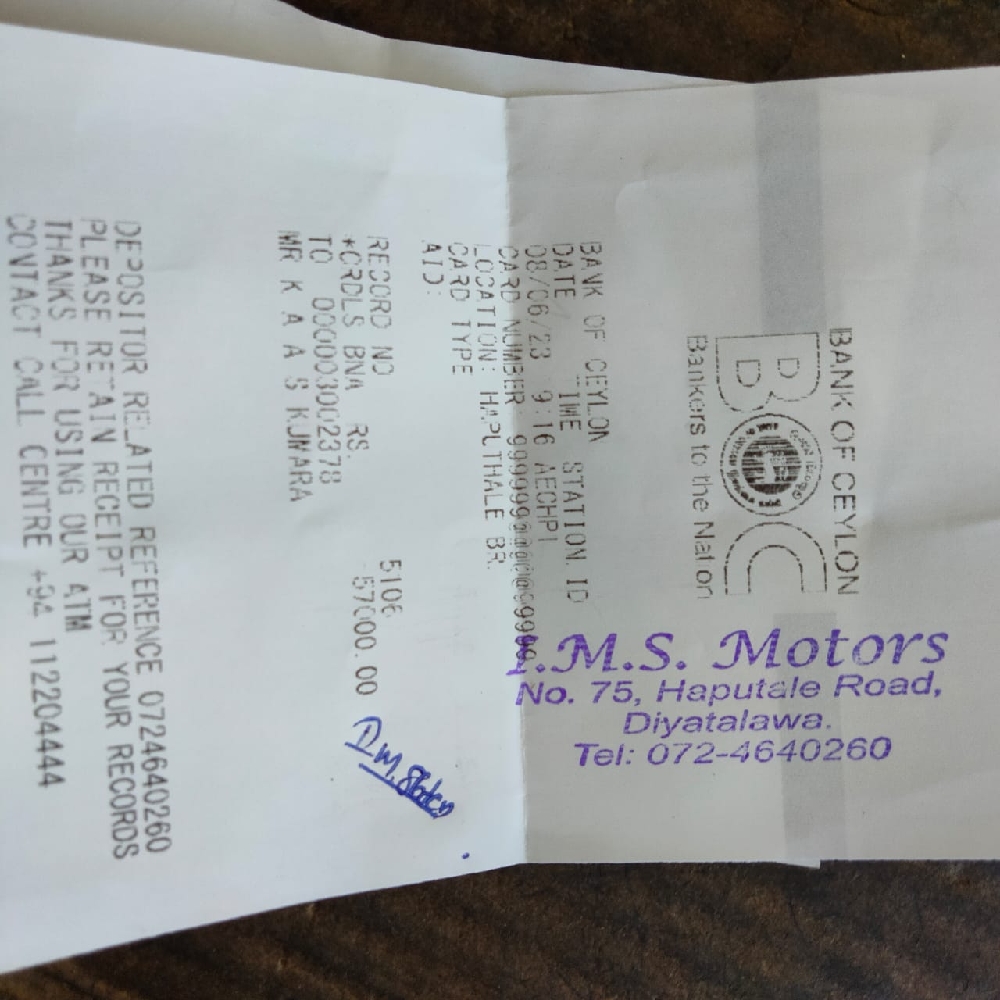 BANK OF CEYLON
BOC
Bankers to the Nation
BANK OF CEYLON
DATE TIME STATION. ID
08/06/23 9:16 AECHP1
CARD NUMBER
LOCATION: HAPUTHALE BR.
CARD TYPE
AID:
RECORD NO 5106
*CRDLS BNA RS. 57000.00
TO 000000300023​78
MR K A A S KUMARA
DEPOSITOR RELATED REFERENCE 0724640260
PLEASE RETAIN RECEIPT FOR YOUR RECORDS
THANKS FOR USING OUR ATM
CONTACT CALL CENTRE +94 112204444
.M.S. Motors
No. 75, Haputale Road,
Diyatalawa.
Tel: 072-4640260